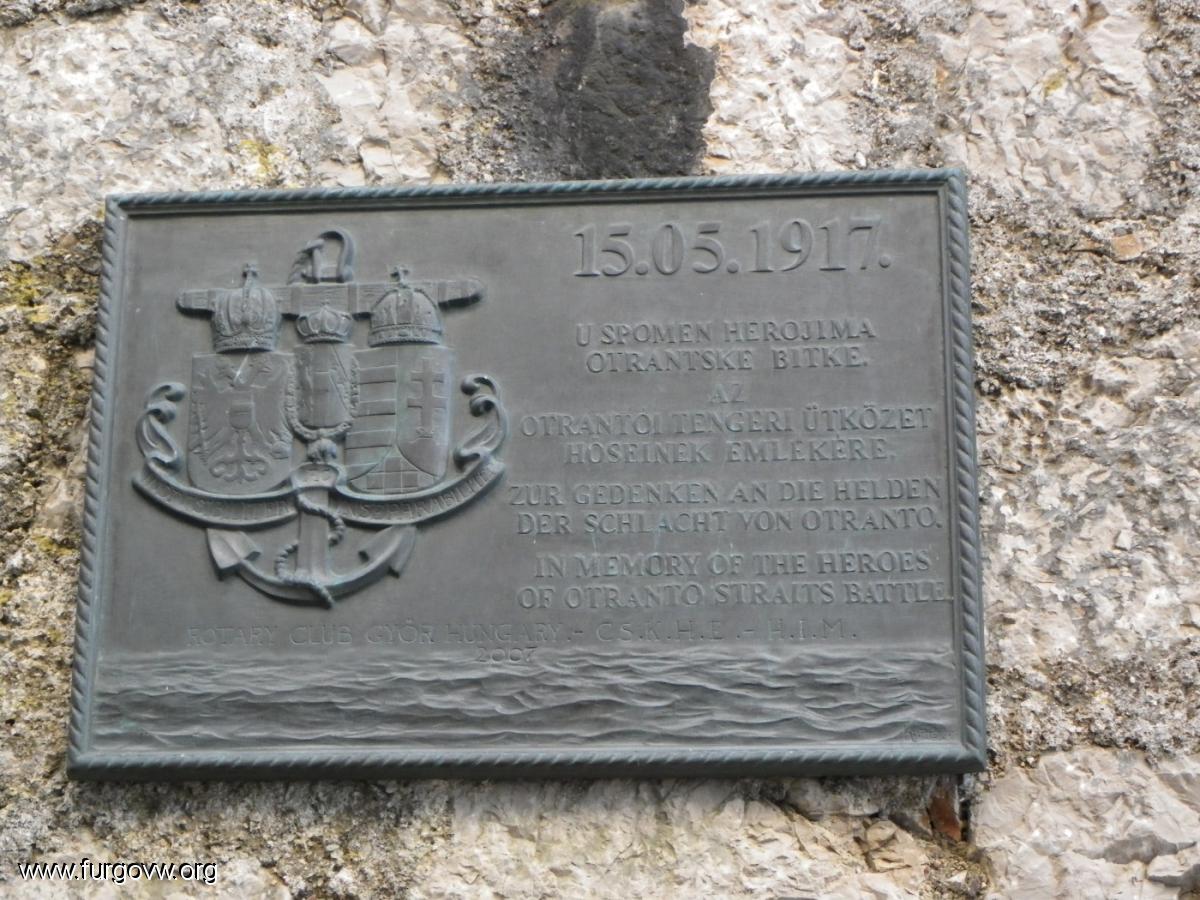 15.05.1917.
U SPOMEN HEROJIMA
OTRANTSKE BITKE.
AZ
OTRANTÓI TENGERI ÜTKÖZET
HŐSEINEK EMLÉKÉRE.
ZUR GEDENKEN AN DIE HELDEN
DER SCHLACHT VON OTRANTO.
IN MEMORY OF THE HEROES
OF OTRANTO STRAITS BATTLE.
ROTARY CLUB GYŐR HUNGARY.- CS.K.H.E.- H.I.M.
2007
www.furgovw.org